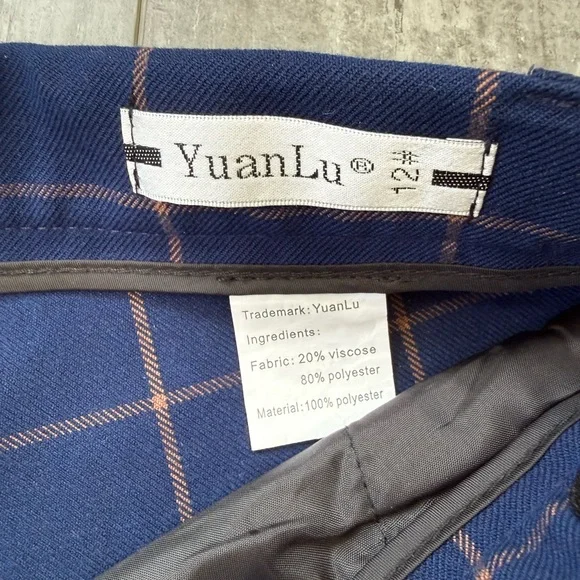 YuanLu®
12#
Trademark: YuanLu
Ingredients:
Fabric: 20% viscose
80% polyester
Material:100% polyester